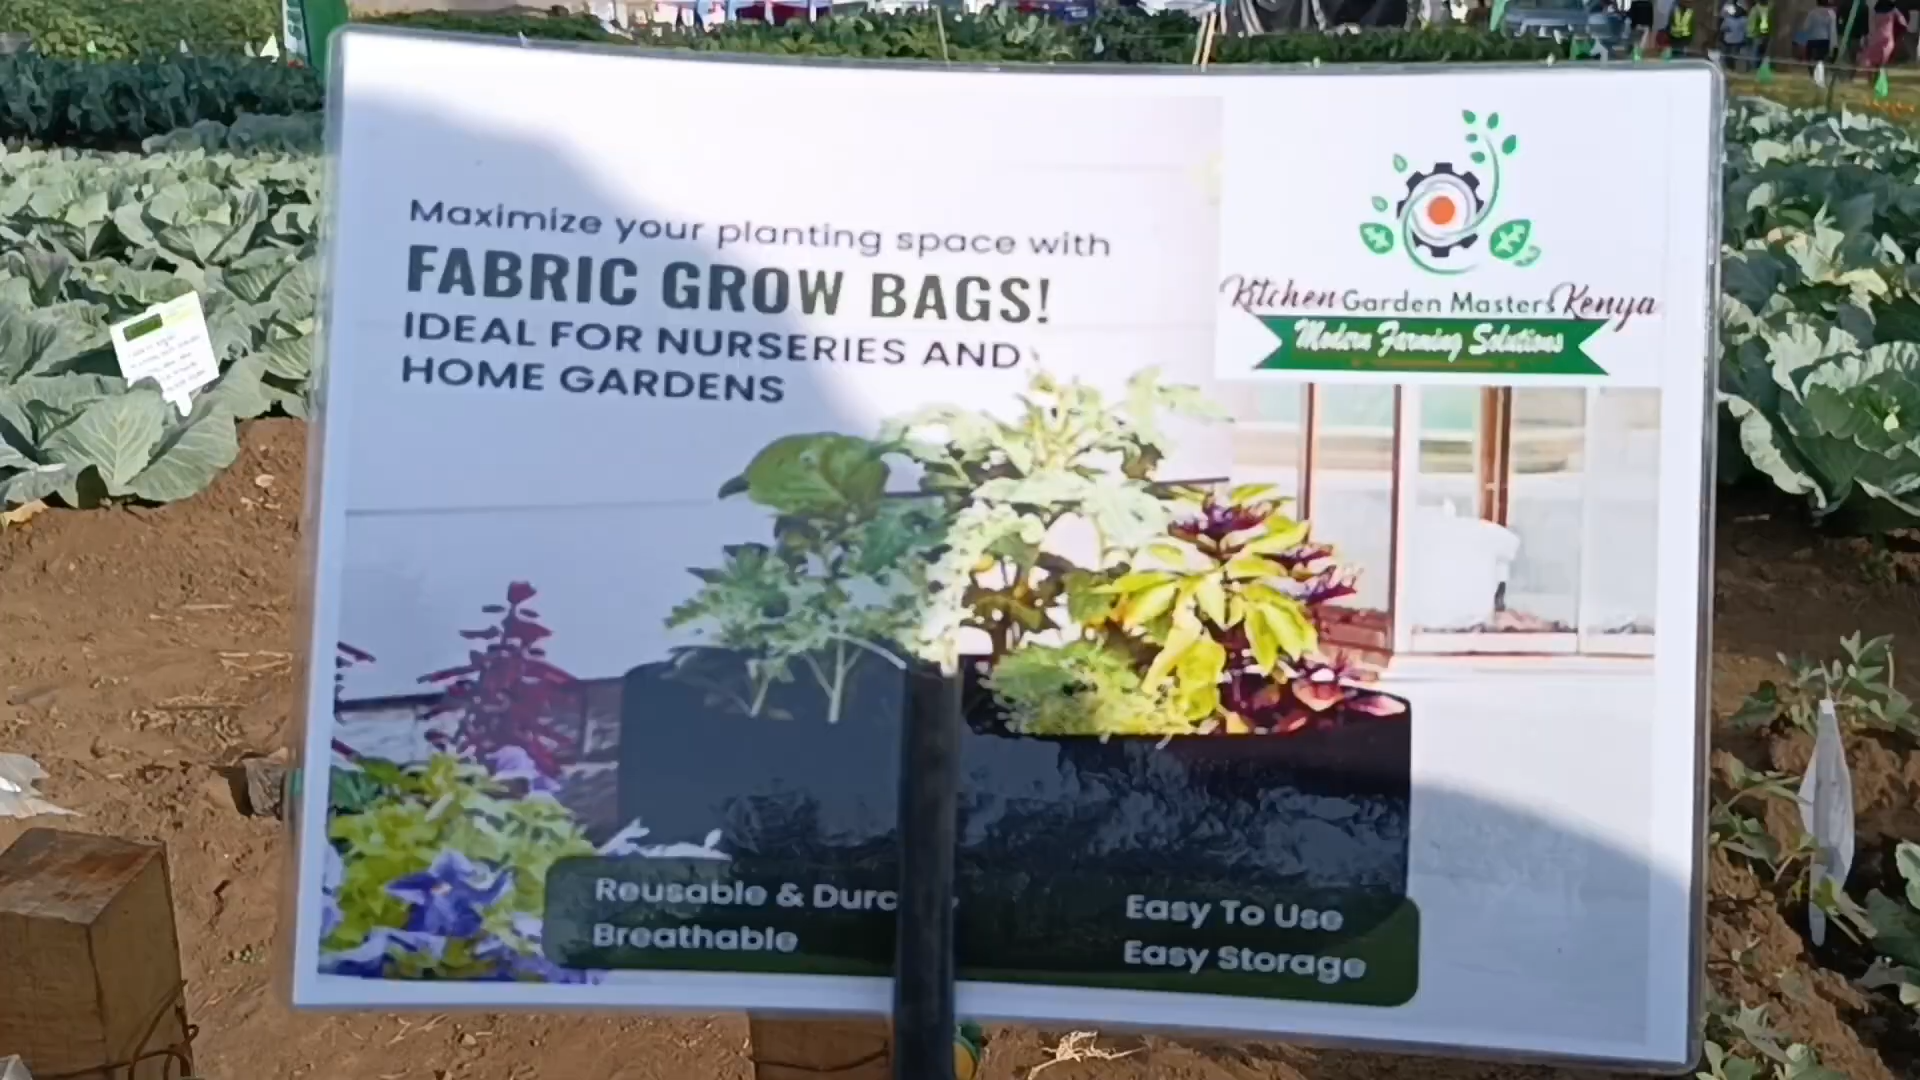 Maximize your planting space with
FABRIC GROW BAGS!
IDEAL FOR NURSERIES AND
HOME GARDENS
Kitchen Garden Masters Kenya
Modern Farming Solutions
Reusable &
Breathable
Easy To Use
Easy Storage